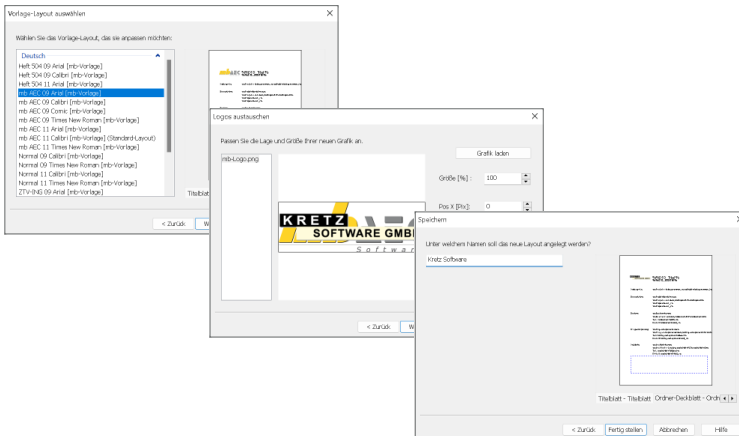 Vorlage-Layout auswählen
Wählen Sie das Vorlage-Layout, das sie anpassen möchten:
Deutsch
Heft 504 09 Arial [mb-Vorlage]
Heft 504 09 Calibri [mb-Vorlage]
Heft 504 11 Arial [mb-Vorlage]
mb AEC 09 Arial [mb-Vorlage]
mb AEC 09 Calibri [mb-Vorlage]
mb AEC 09 Comic [mb-Vorlage]
mb AEC 09 Times New Roman [mb-Vorlage]
mb AEC 11 Arial [mb-Vorlage]
mb AEC 11 Calibri [mb-Vorlage] (Standard-Layout)
mb AEC 11 Times New Roman [mb-Vorlage]
Normal 09 Calibri [mb-Vorlage]
Normal 09 Times New Roman [mb-Vorlage]
Normal 11 Calibri [mb-Vorlage]
Normal 11 Times New Roman [mb-Vorlage]
ZTV-ING 09 Arial [mb-Vorlage]
Titelblatt
< Zurück W
Logos austauschen
Passen Sie die Lage und Größe Ihrer neuen Grafik an.
mb-Logo.png
Grafik laden
Größe [%] : 100
Pos X [Pix]: 0
KRETZ
SOFTWARE GMB
Softwar
< Zurück W
Speichern
Unter welchem Namen soll das neue Layout angelegt werden?
Kretz Software
Titelblatt - Titelblatt Ordner-Deckblatt - Ordn
< Zurück Fertig stellen Abbrechen Hilfe